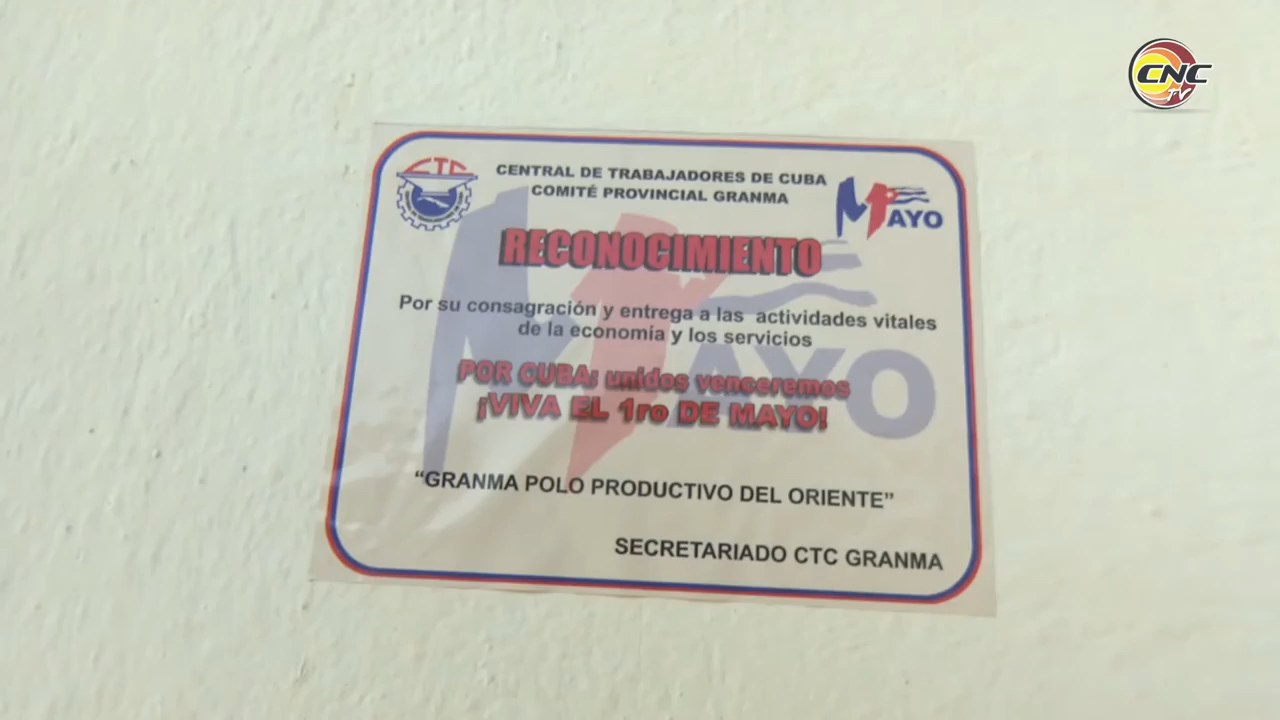 CNC
TV
CTC
CENTRAL DE TRABAJADORES DE CUBA
COMITÉ PROVINCIAL GRANMA
1 MAYO
RECONOCIMIENTO
Por su consagración y entrega a las actividades vitales
de la economía y los servicios
POR CUBA: unidos venceremos
¡VIVA EL 1ro DE MAYO!
MAYO
"GRANMA POLO PRODUCTIVO DEL ORIENTE"
SECRETARIADO CTC GRANMA